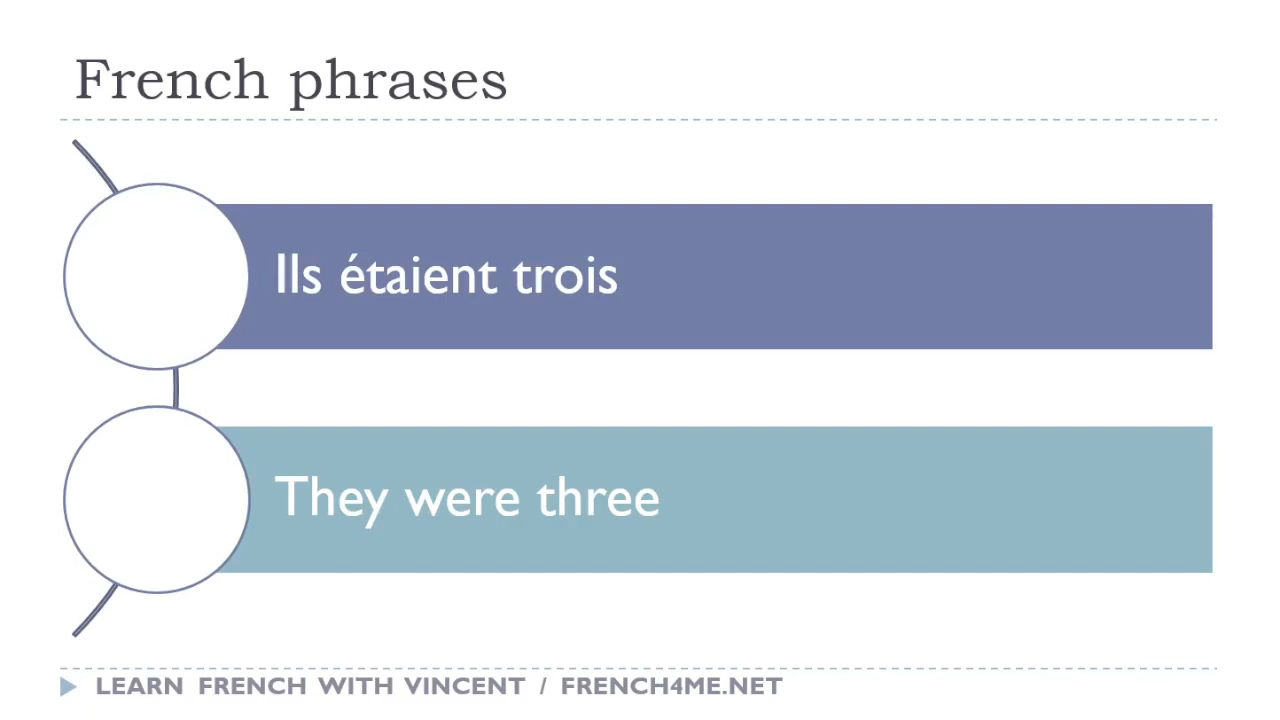 French phrases
Ils étaient trois
They were three
LEARN FRENCH WITH VINCENT / FRENCH4ME.NET